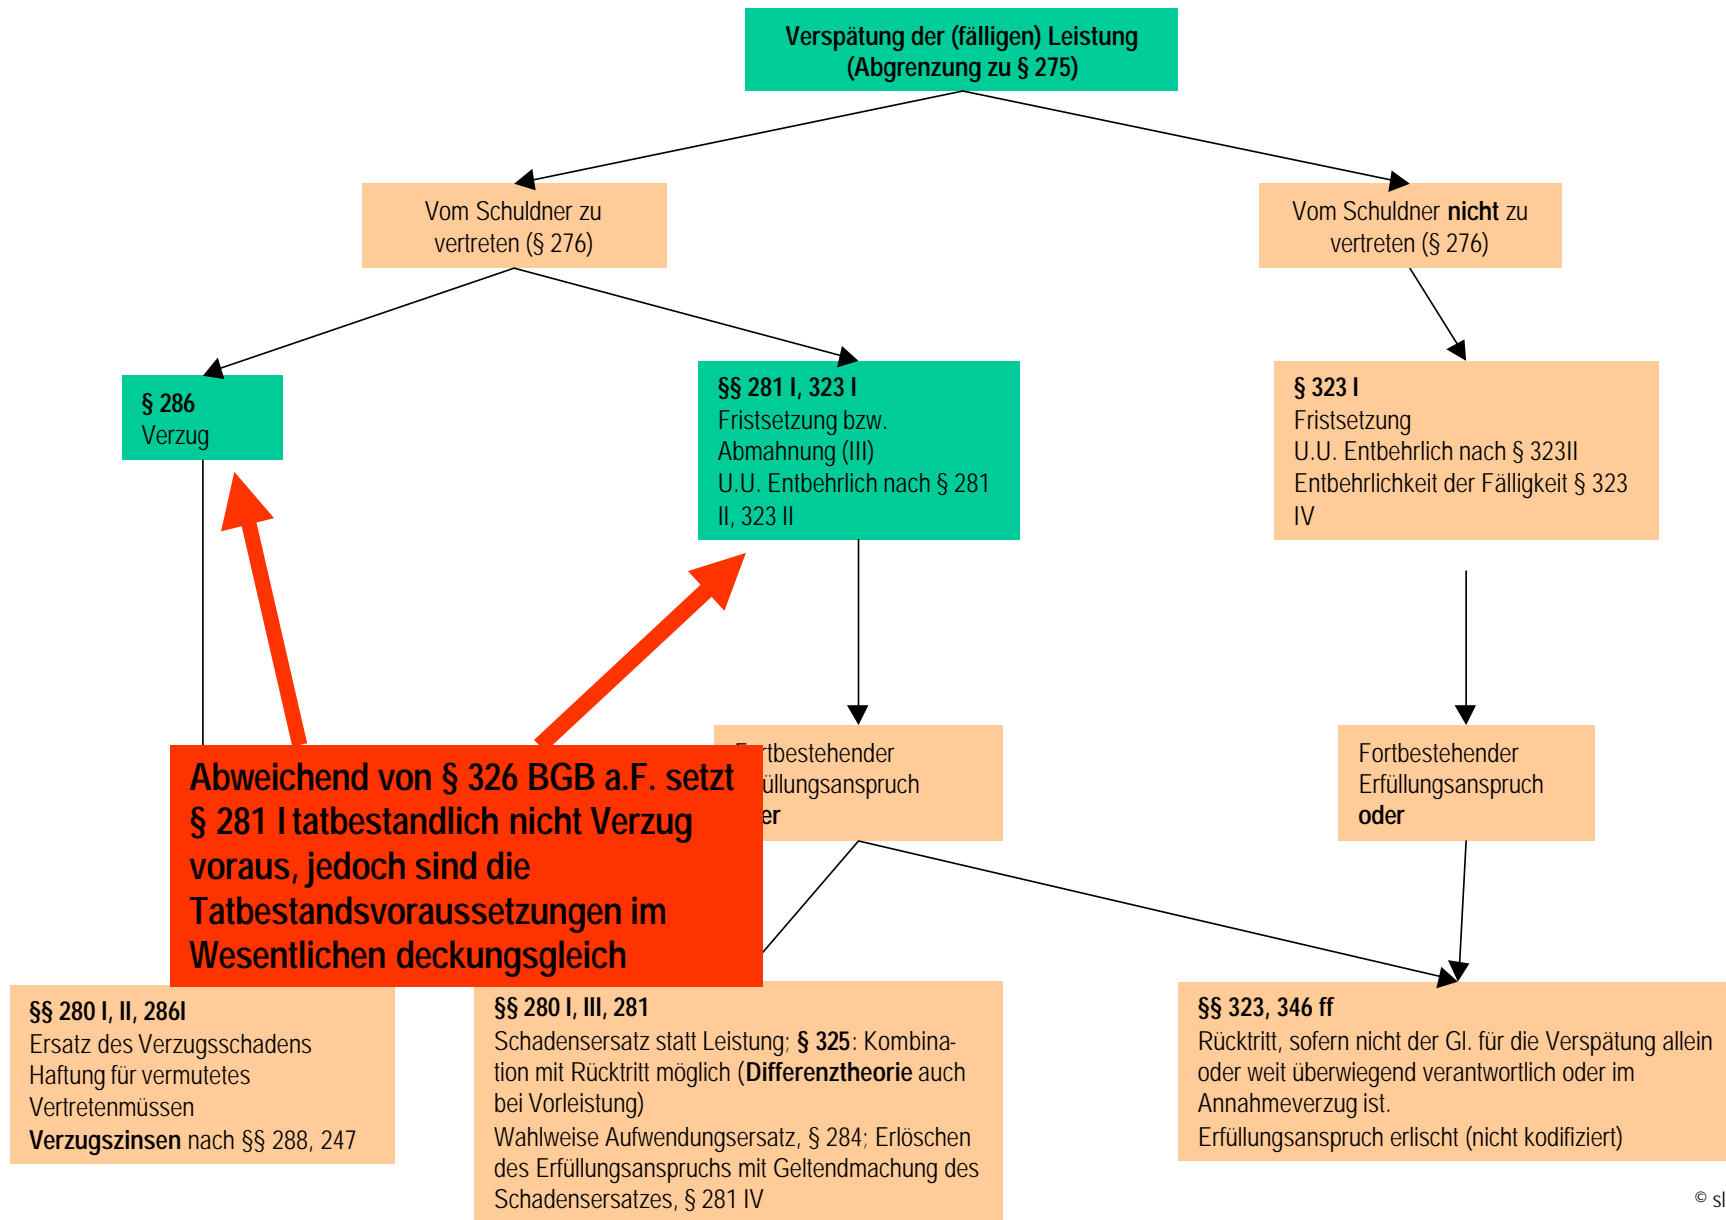 Verspätung der (fälligen) Leistung
(Abgrenzung zu § 275)
Vom Schuldner zu
vertreten (§ 276)
Vom Schuldner nicht zu
vertreten (§ 276)
§ 286
Verzug
§§ 281 I, 323 I
Fristsetzung bzw.
Abmahnung (III)
U.U. Entbehrlich nach § 281
II, 323 II
§ 323 I
Fristsetzung
U.U. Entbehrlich nach § 323II
Entbehrlichkeit der Fälligkeit § 323
IV
Abweichend von § 326 BGB a.F. setzt
§ 281 I tatbestandlich nicht Verzug
voraus, jedoch sind die
Tatbestandsvoraussetzungen im
Wesentlichen deckungsgleich
Fortbestehender
üllungsanspruch
er
Fortbestehender
Erfüllungsanspruch
oder
§§ 280 I, II, 286I
Ersatz des Verzugsschadens
Haftung für vermutetes
Vertretenmüssen
Verzugszinsen nach §§ 288, 247
§§ 280 I, III, 281
Schadensersatz statt Leistung; § 325: Kombina-
tion mit Rücktritt möglich (Differenztheorie auch
bei Vorleistung)
Wahlweise Aufwendungsersatz, § 284; Erlöschen
des Erfüllungsanspruchs mit Geltendmachung des
Schadensersatzes, § 281 IV
§§ 323, 346 ff
Rücktritt, sofern nicht der Gl. für die Verspätung allein
oder weit überwiegend verantwortlich oder im
Annahmeverzug ist.
Erfüllungsanspruch erlischt (nicht kodifiziert)
© sl